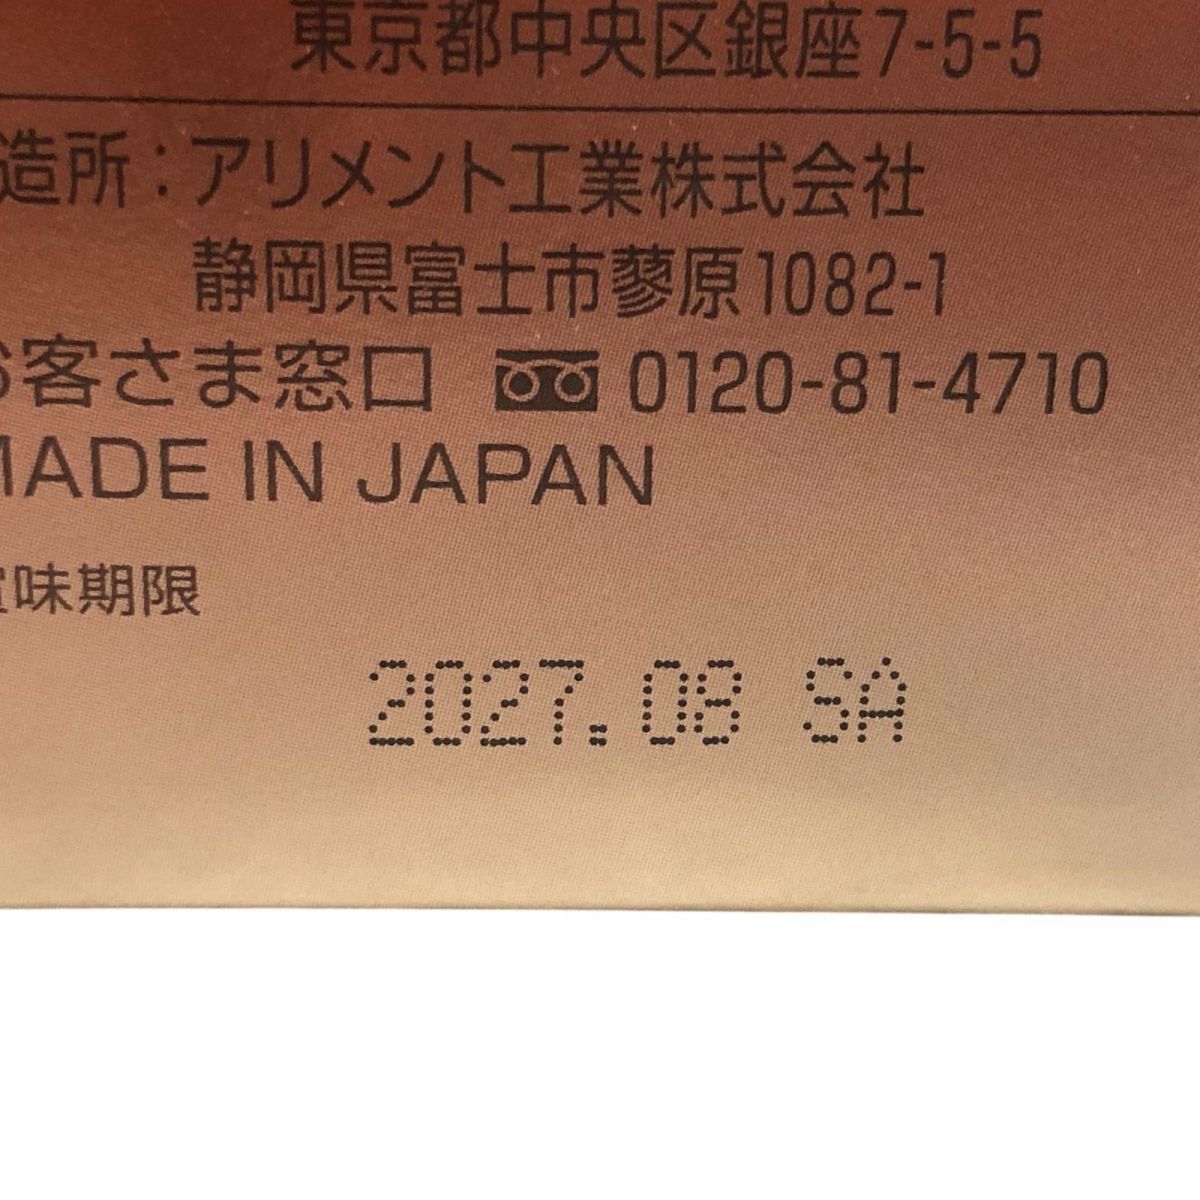 東京都中央区銀座7-5-5
造所：アリメント工業株式会社
静岡県富士市蓼原1082-1
お客さま窓口 0120-81-4710
MADE IN JAPAN
賞味期限
2027.08 SA